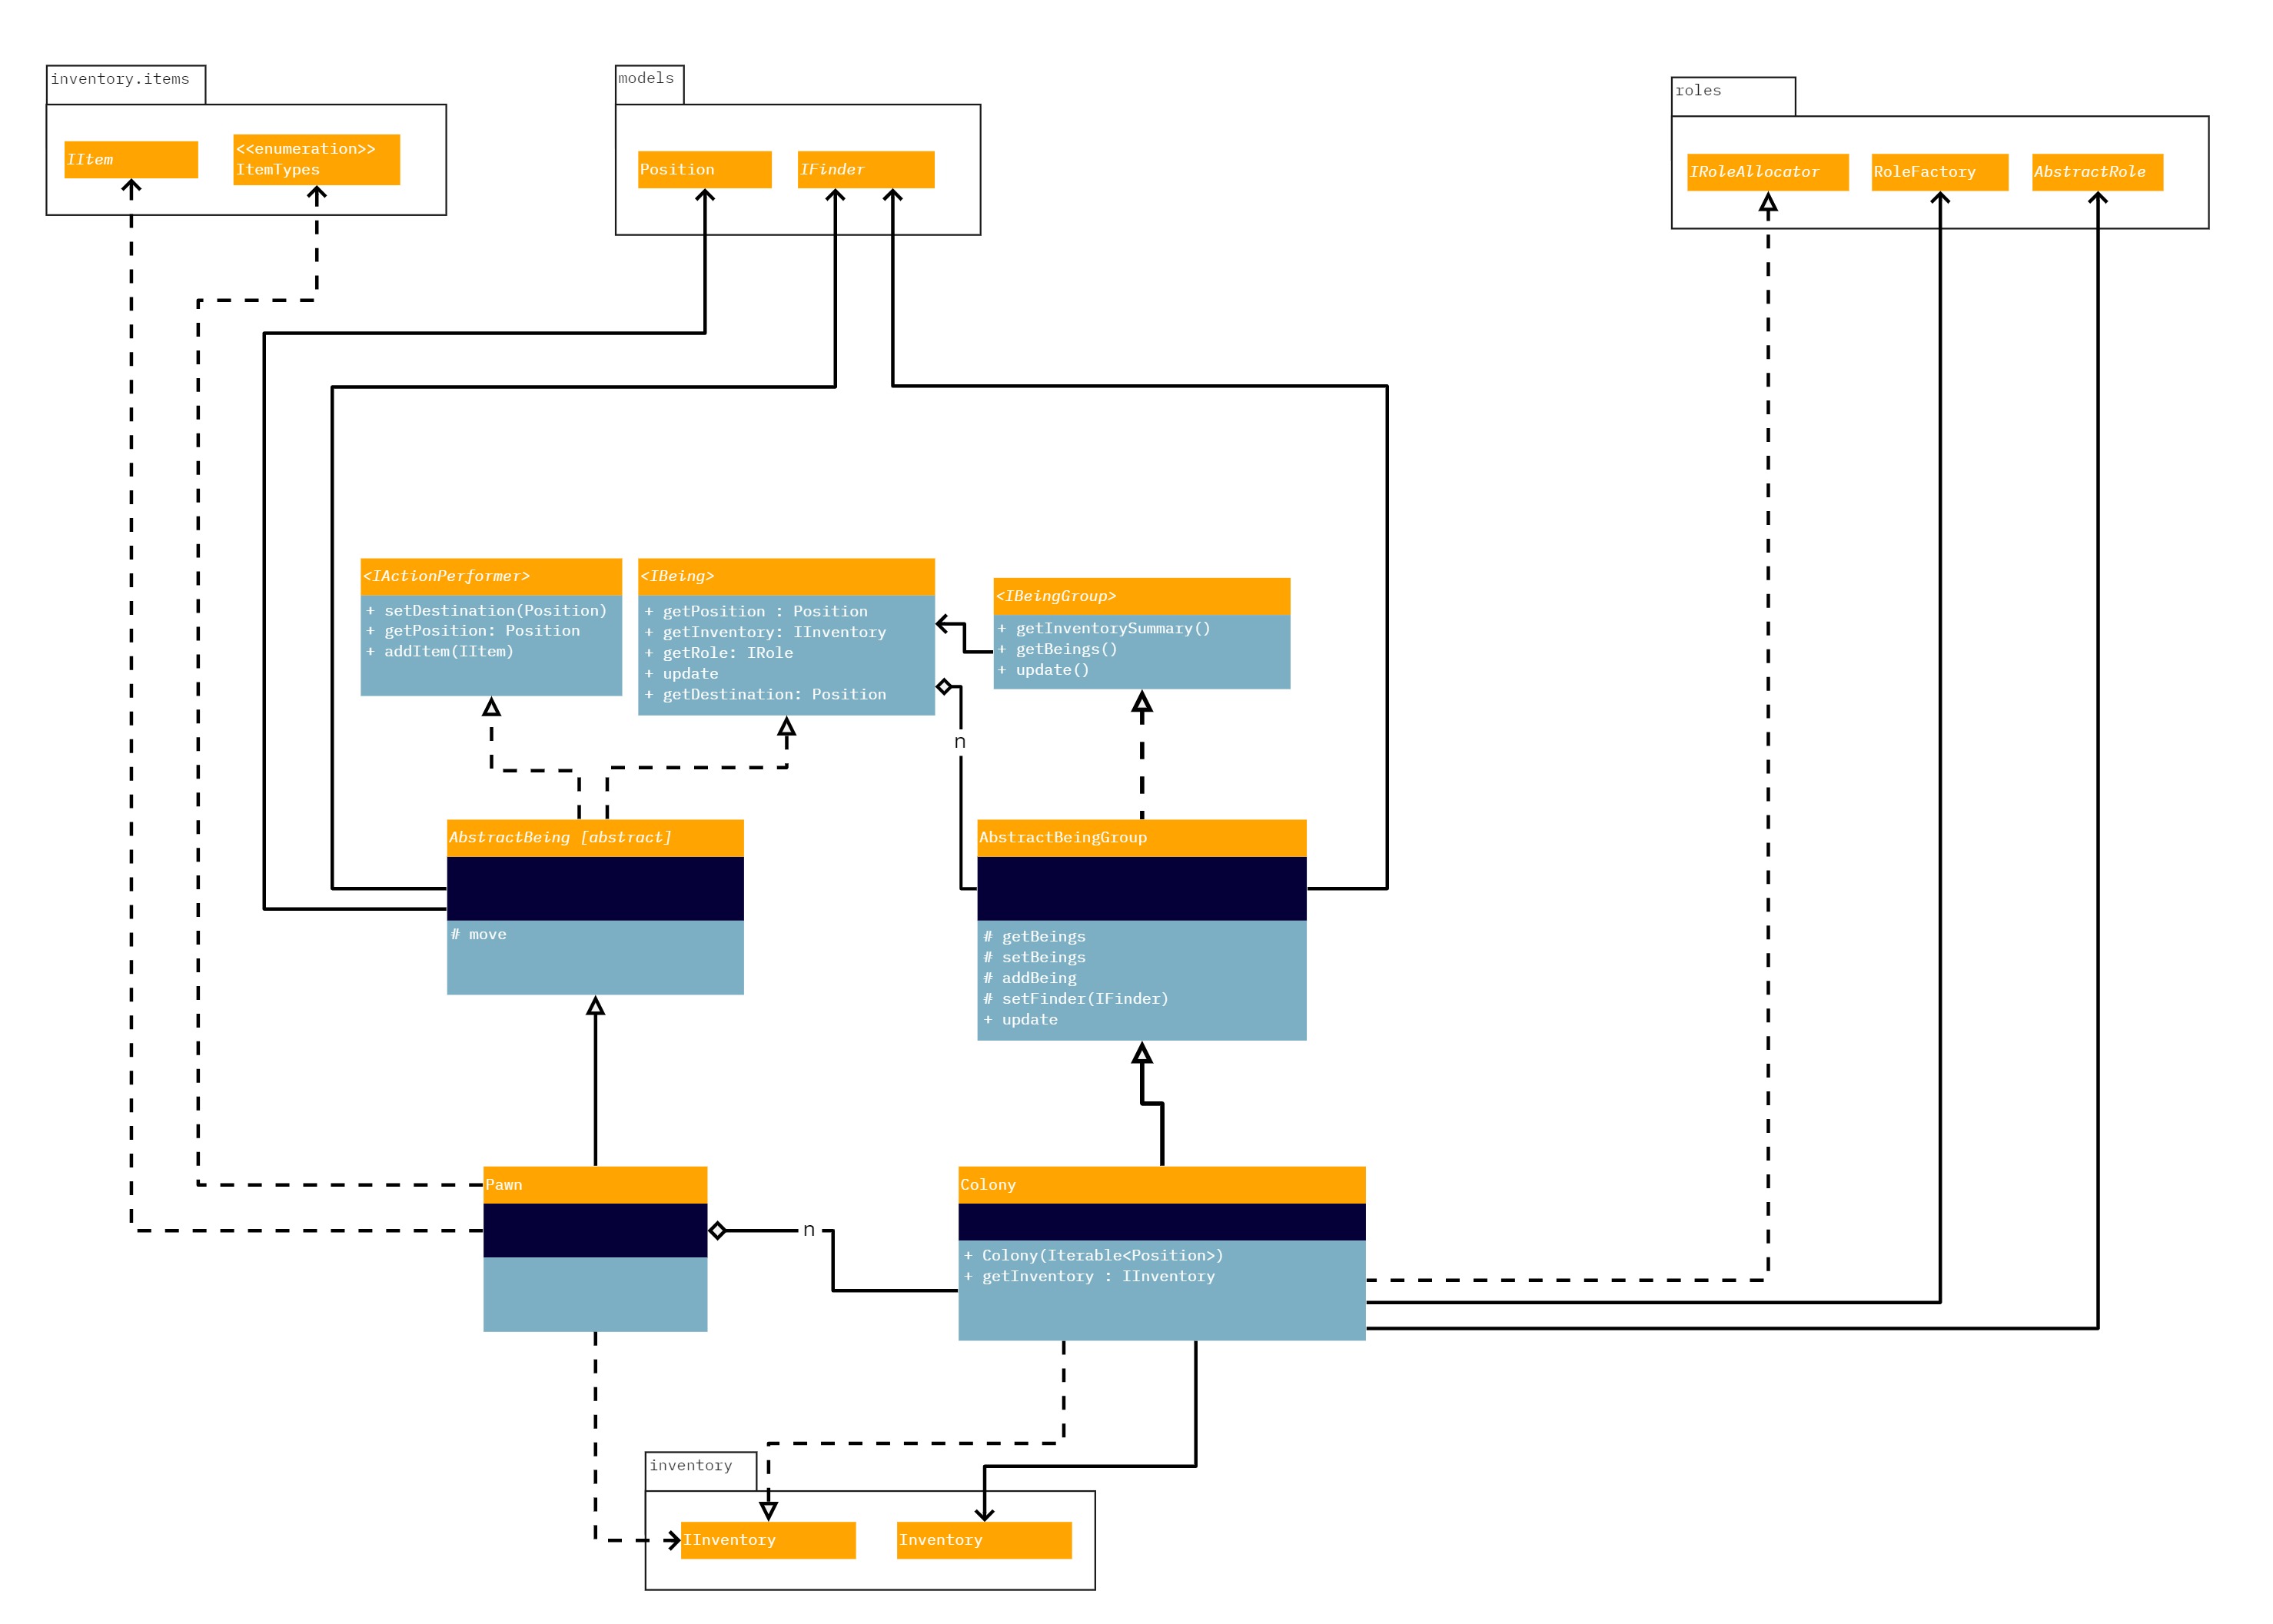 inventory.items
IItem
<<enumeration>>
ItemTypes
models
Position
IFinder
roles
IRoleAllocator
RoleFactory
AbstractRole
<IActionPerformer>
+ setDestination(Position)
+ getPosition: Position
+ addItem(IItem)
<IBeing>
+ getPosition : Position
+ getInventory: IInventory
+ getRole: IRole
+ update
+ getDestination: Position
<IBeingGroup>
+ getInventorySummary()
+ getBeings()
+ update()
n
AbstractBeing [abstract]
# move
AbstractBeingGroup
# getBeings
# setBeings
# addBeing
# setFinder(IFinder)
+ update
Pawn
n
Colony
+ Colony(Iterable<Position>)
+ getInventory : IInventory
inventory
IInventory
Inventory